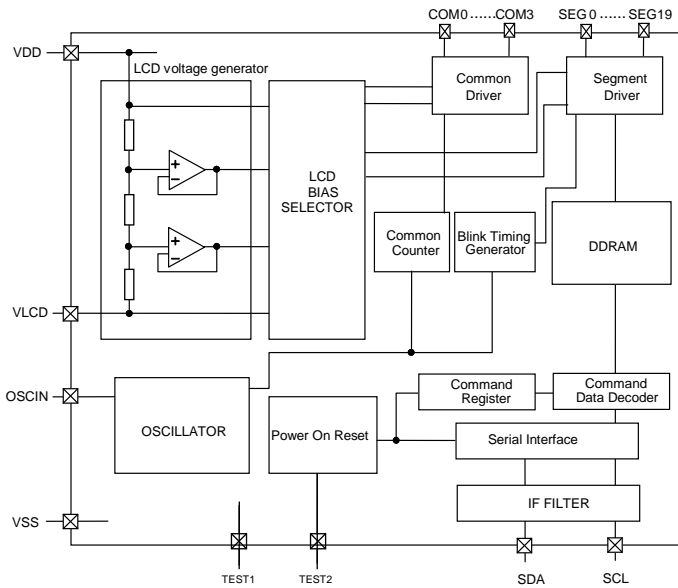 COM0 ...... COM3
SEG0 ...... SEG19
VDD
LCD voltage generator
Common
Driver
Segment
Driver
+
−
LCD
BIAS
SELECTOR
Common
Counter
Blink Timing
Generator
DDRAM
+
−
VLCD
OSCIN
OSCILLATOR
Power On Reset
Command
Register
Command
Data Decoder
Serial Interface
IF FILTER
VSS
TEST1
TEST2
SDA
SCL